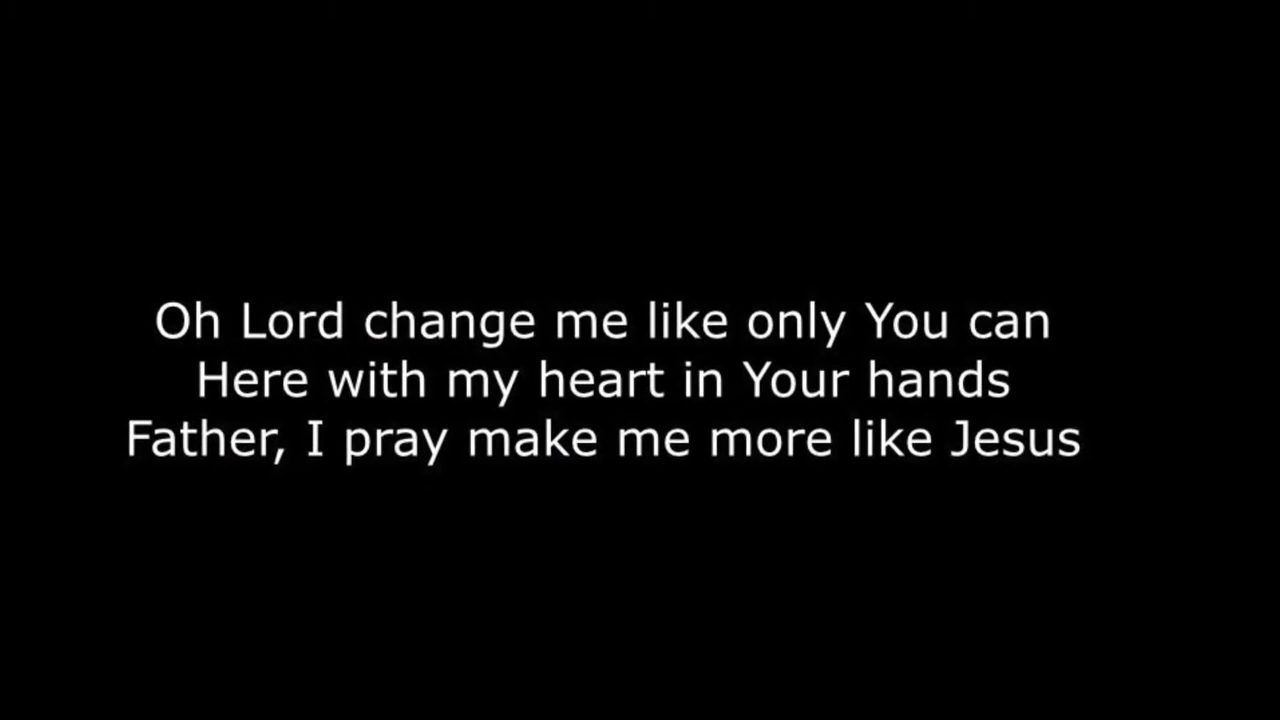 Oh Lord change me like only You can
Here with my heart in Your hands
Father, I pray make me more like Jesus